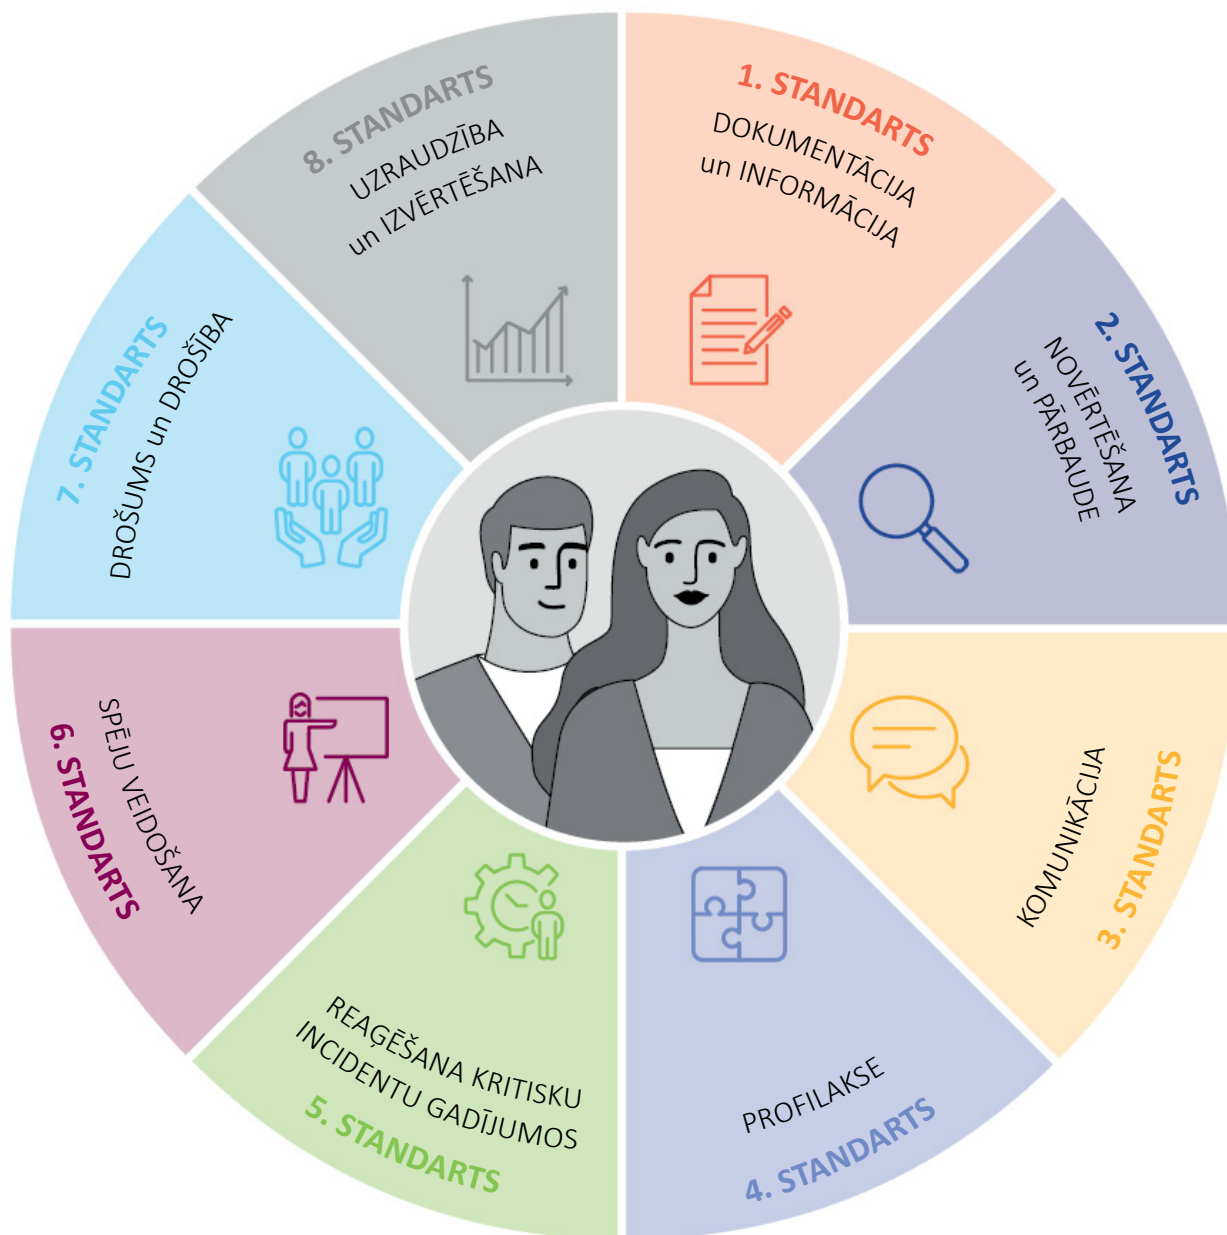 1. STANDARTS
DOKUMENTĀCIJA
un INFORMĀCIJA
2. STANDARTS
NOVĒRTĒŠANA
un PĀRBAUDE
3. STANDARTS
KOMUNIKĀCIJA
4. STANDARTS
PROFILAKSE
5. STANDARTS
REAĢĒŠANA KRITISKU
INCIDENTU GADĪJUMOS
6. STANDARTS
SPĒJU VEIDOŠANA
7. STANDARTS
DROŠUMS un DROŠĪBA
8. STANDARTS
UZRAUDZĪBA
un IZVĒRTĒŠANA